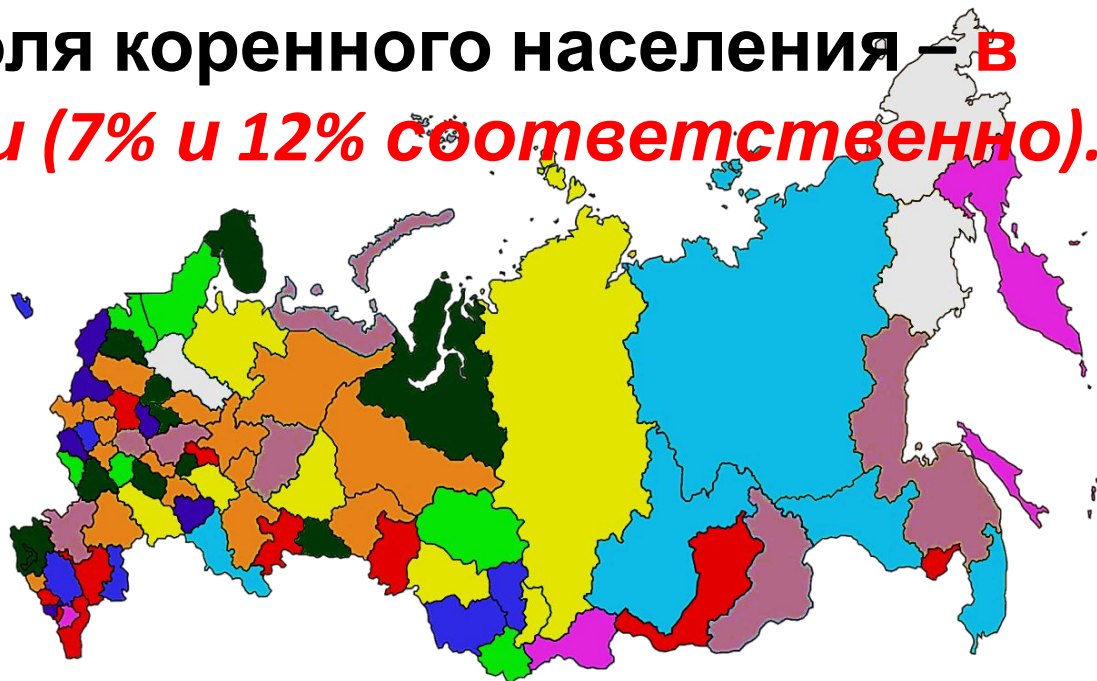 оля коренного населения – в
и (7% и 12% соответственно).